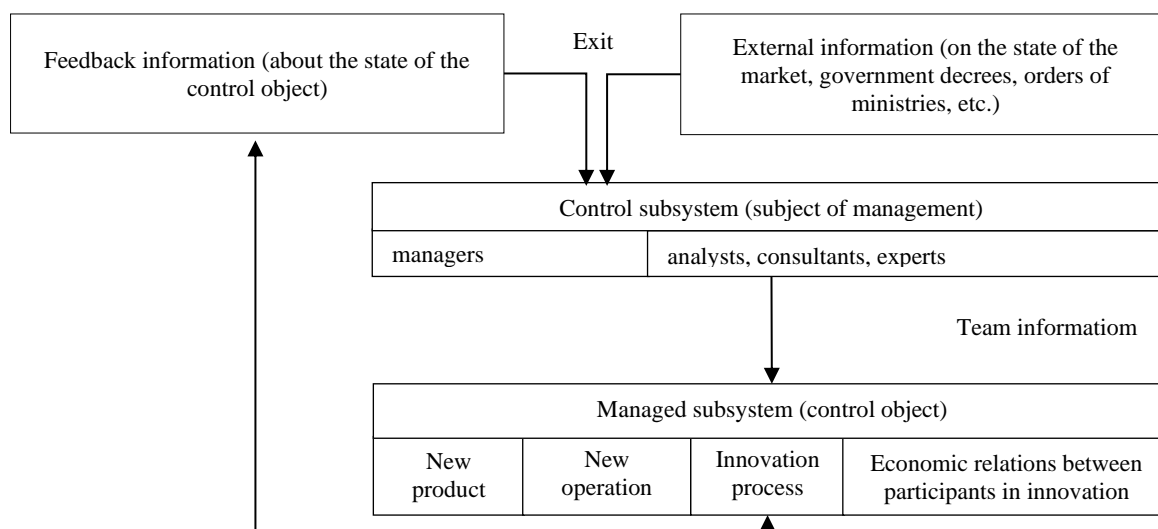 Feedback information (about the state of the
control object)
Exit
External information (on the state of the
market, government decrees, orders of
ministries, etc.)
Control subsystem (subject of management)
managers
analysts, consultants, experts
Team informatiom
Managed subsystem (control object)
New
product
New
operation
Innovation
process
Economic relations between
participants in innovation